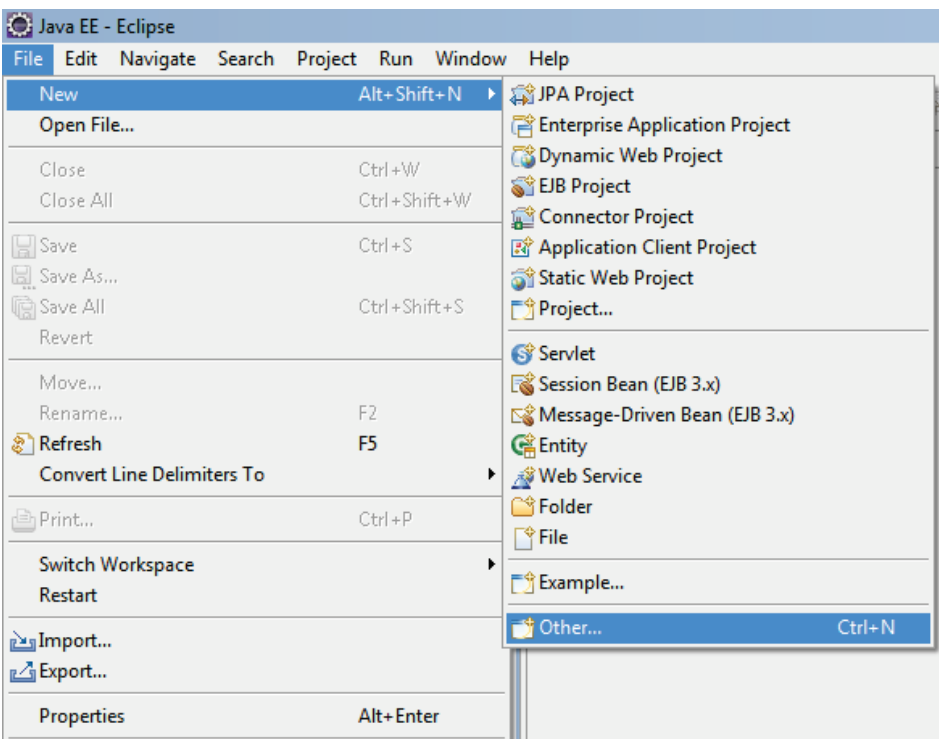 Java EE - Eclipse
File Edit Navigate Search Project Run Window Help
New Alt+Shift+N
Open File...
Close Ctrl+W
Close All Ctrl+Shift+W
Save Ctrl+S
Save As...
Save All Ctrl+Shift+S
Revert
Move...
Rename... F2
Refresh F5
Convert Line Delimiters To
Print... Ctrl+P
Switch Workspace
Restart
Import...
Export...
Properties Alt+Enter
JPA Project
Enterprise Application Project
Dynamic Web Project
EJB Project
Connector Project
Application Client Project
Static Web Project
Project...
Servlet
Session Bean (EJB 3.x)
Message-Driven Bean (EJB 3.x)
Entity
Web Service
Folder
File
Example...
Other... Ctrl+N